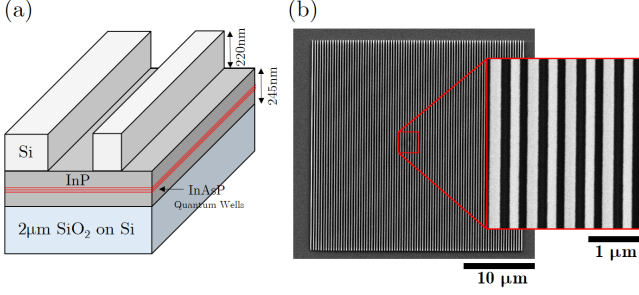 (a)
220nm
245nm
Si
InP
InAsP
Quantum Wells
2μm SiO₂ on Si
(b)
1 μm
10 μm